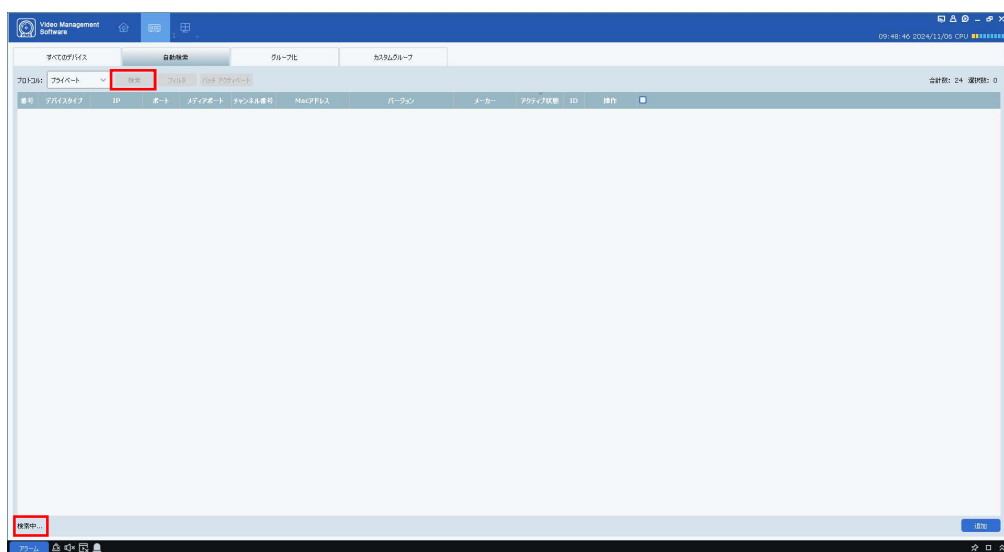 Video Management
Software
09:48:46 2024/11/06 CPU
すべてのデバイス 自動検索 グループ化 カスタムグループ
プロトコル: プライベート 検索 フィルタ バッチ アクティベート 合計数: 24 選択数: 0
番号 デバイスタイプ IP ポート メディアポート チャンネル番号 Macアドレス バージョン メーカー アクティブ状態 ID 操作
検索中... 追加
アラーム